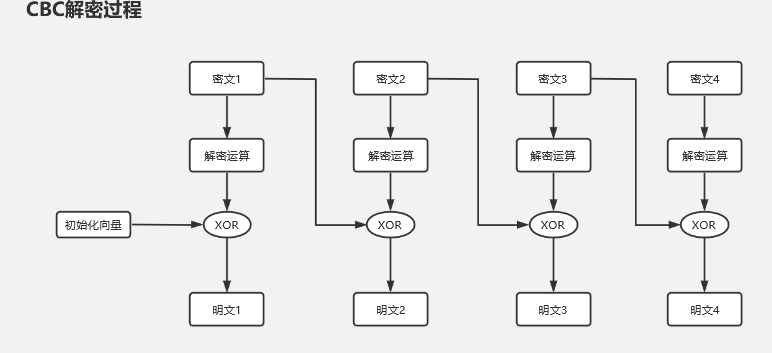 CBC解密过程
密文1
密文2
密文3
密文4
解密运算
解密运算
解密运算
解密运算
初始化向量
XOR
XOR
XOR
XOR
明文1
明文2
明文3
明文4